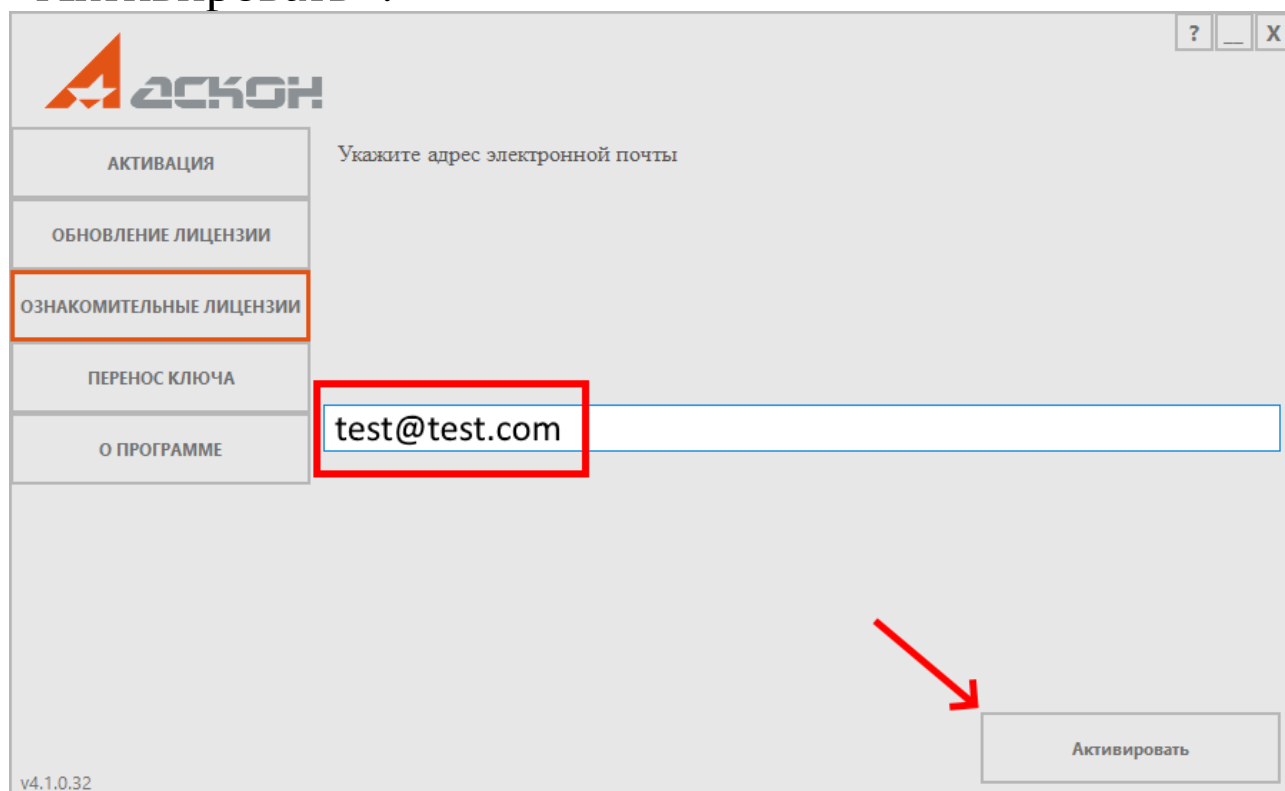 ? __ X
АСКОН
АКТИВАЦИЯ
Укажите адрес электронной почты
ОБНОВЛЕНИЕ ЛИЦЕНЗИИ
ОЗНАКОМИТЕЛЬНЫЕ ЛИЦЕНЗИИ
ПЕРЕНОС КЛЮЧА
test@test.com
О ПРОГРАММЕ
Активировать
v4.1.0.32